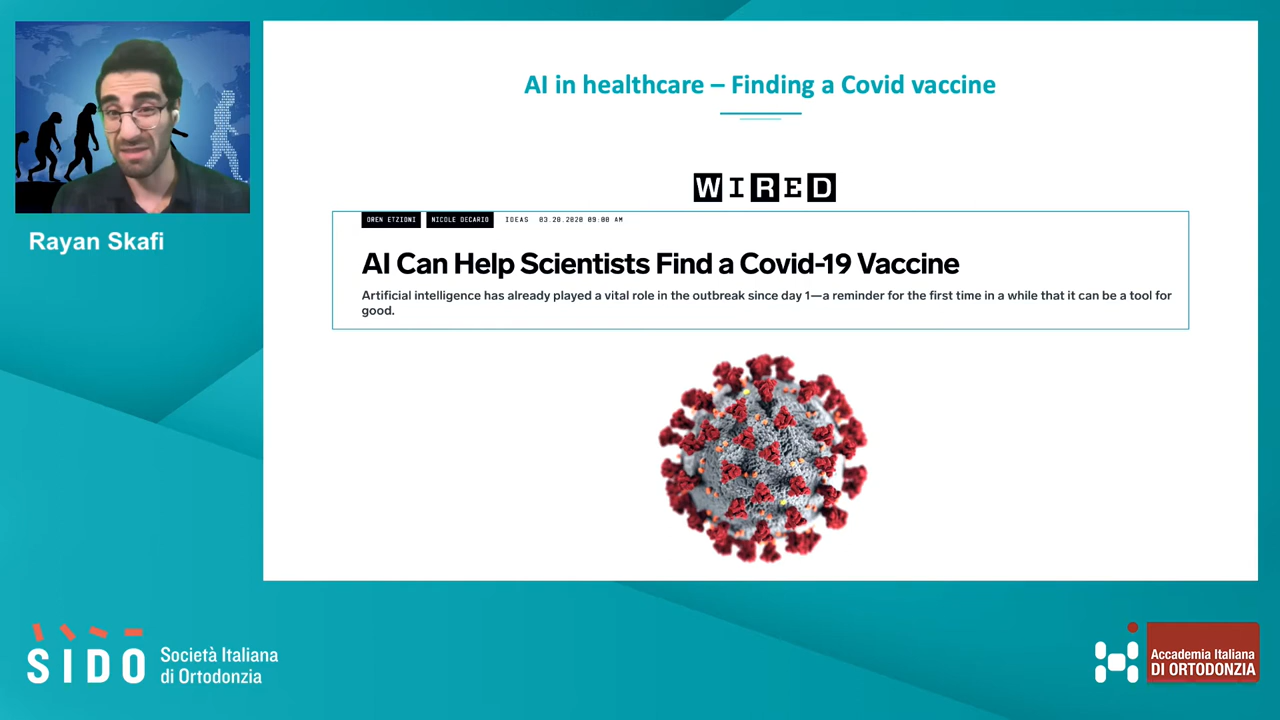 AI in healthcare – Finding a Covid vaccine
WIRED
OREN ETZIONI NICOLE DECARIO IDEAS 03.28.2020 09:00 AM
AI Can Help Scientists Find a Covid-19 Vaccine
Artificial intelligence has already played a vital role in the outbreak since day 1—a reminder for the first time in a while that it can be a tool for
good.
Rayan Skafi
SIDO
Società Italiana
di Ortodonzia
Accademia Italiana
DI ORTODONZIA